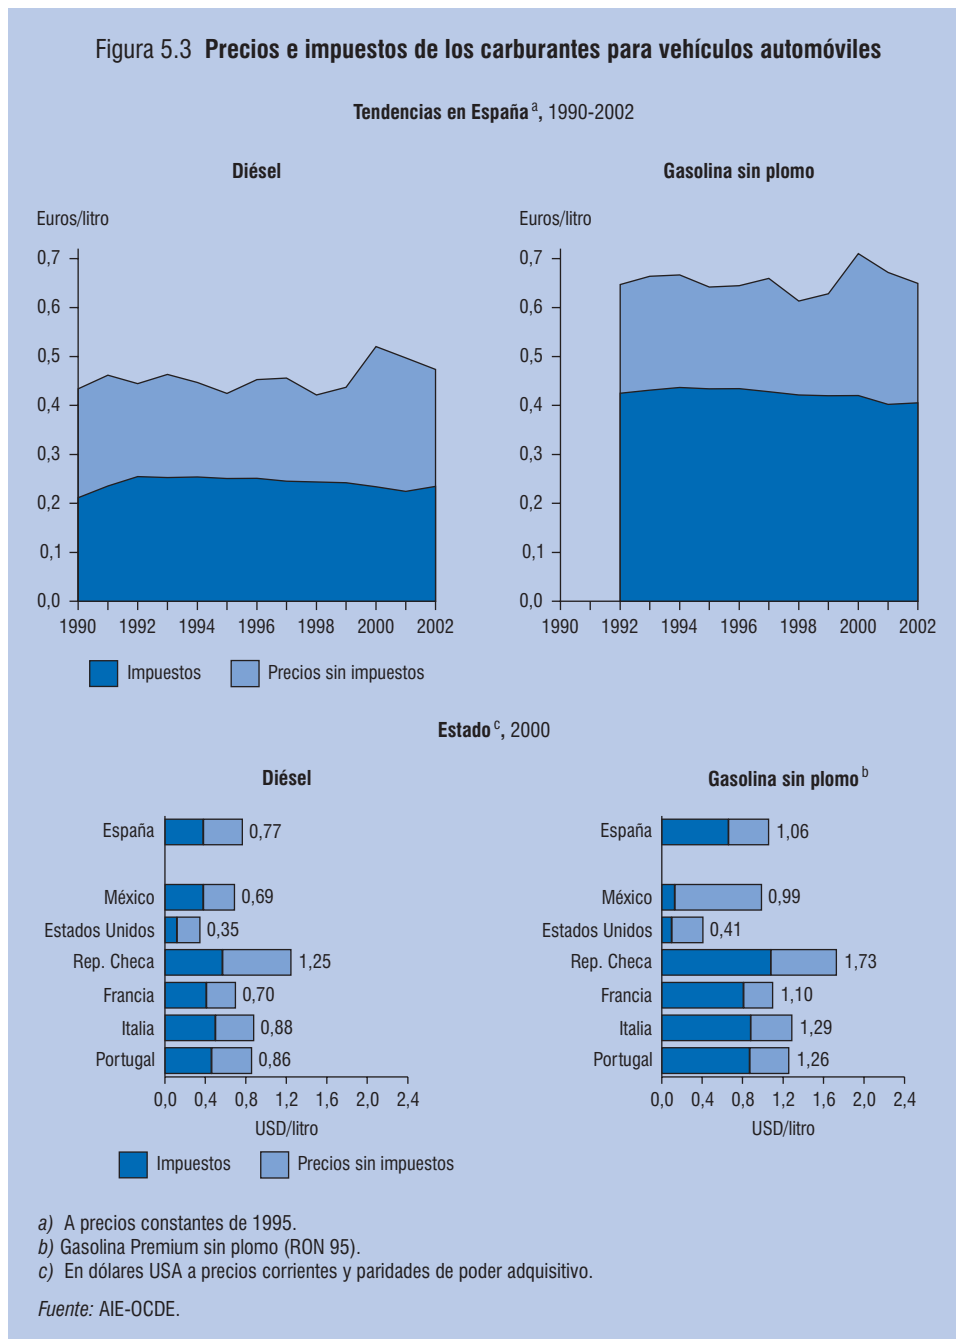 Figura 5.3 Precios e impuestos de los carburantes para vehículos automóviles
Tendencias en España a, 1990-2002
Diésel
Euros/litro
0,7
0,6
0,5
0,4
0,3
0,2
0,1
0,0
1990 1992 1994 1996 1998 2000 2002
Gasolina sin plomo
Euros/litro
0,7
0,6
0,5
0,4
0,3
0,2
0,1
0,0
1990 1992 1994 1996 1998 2000 2002
Impuestos Precios sin impuestos
Estado c, 2000
Diésel
España 0,77
México 0,69
Estados Unidos 0,35
Rep. Checa 1,25
Francia 0,70
Italia 0,88
Portugal 0,86
0,0 0,4 0,8 1,2 1,6 2,0 2,4
USD/litro
Gasolina sin plomo b
España 1,06
México 0,99
Estados Unidos 0,41
Rep. Checa 1,73
Francia 1,10
Italia 1,29
Portugal 1,26
0,0 0,4 0,8 1,2 1,6 2,0 2,4
USD/litro
Impuestos Precios sin impuestos
a) A precios constantes de 1995.
b) Gasolina Premium sin plomo (RON 95).
c) En dólares USA a precios corrientes y paridades de poder adquisitivo.
Fuente: AIE-OCDE.